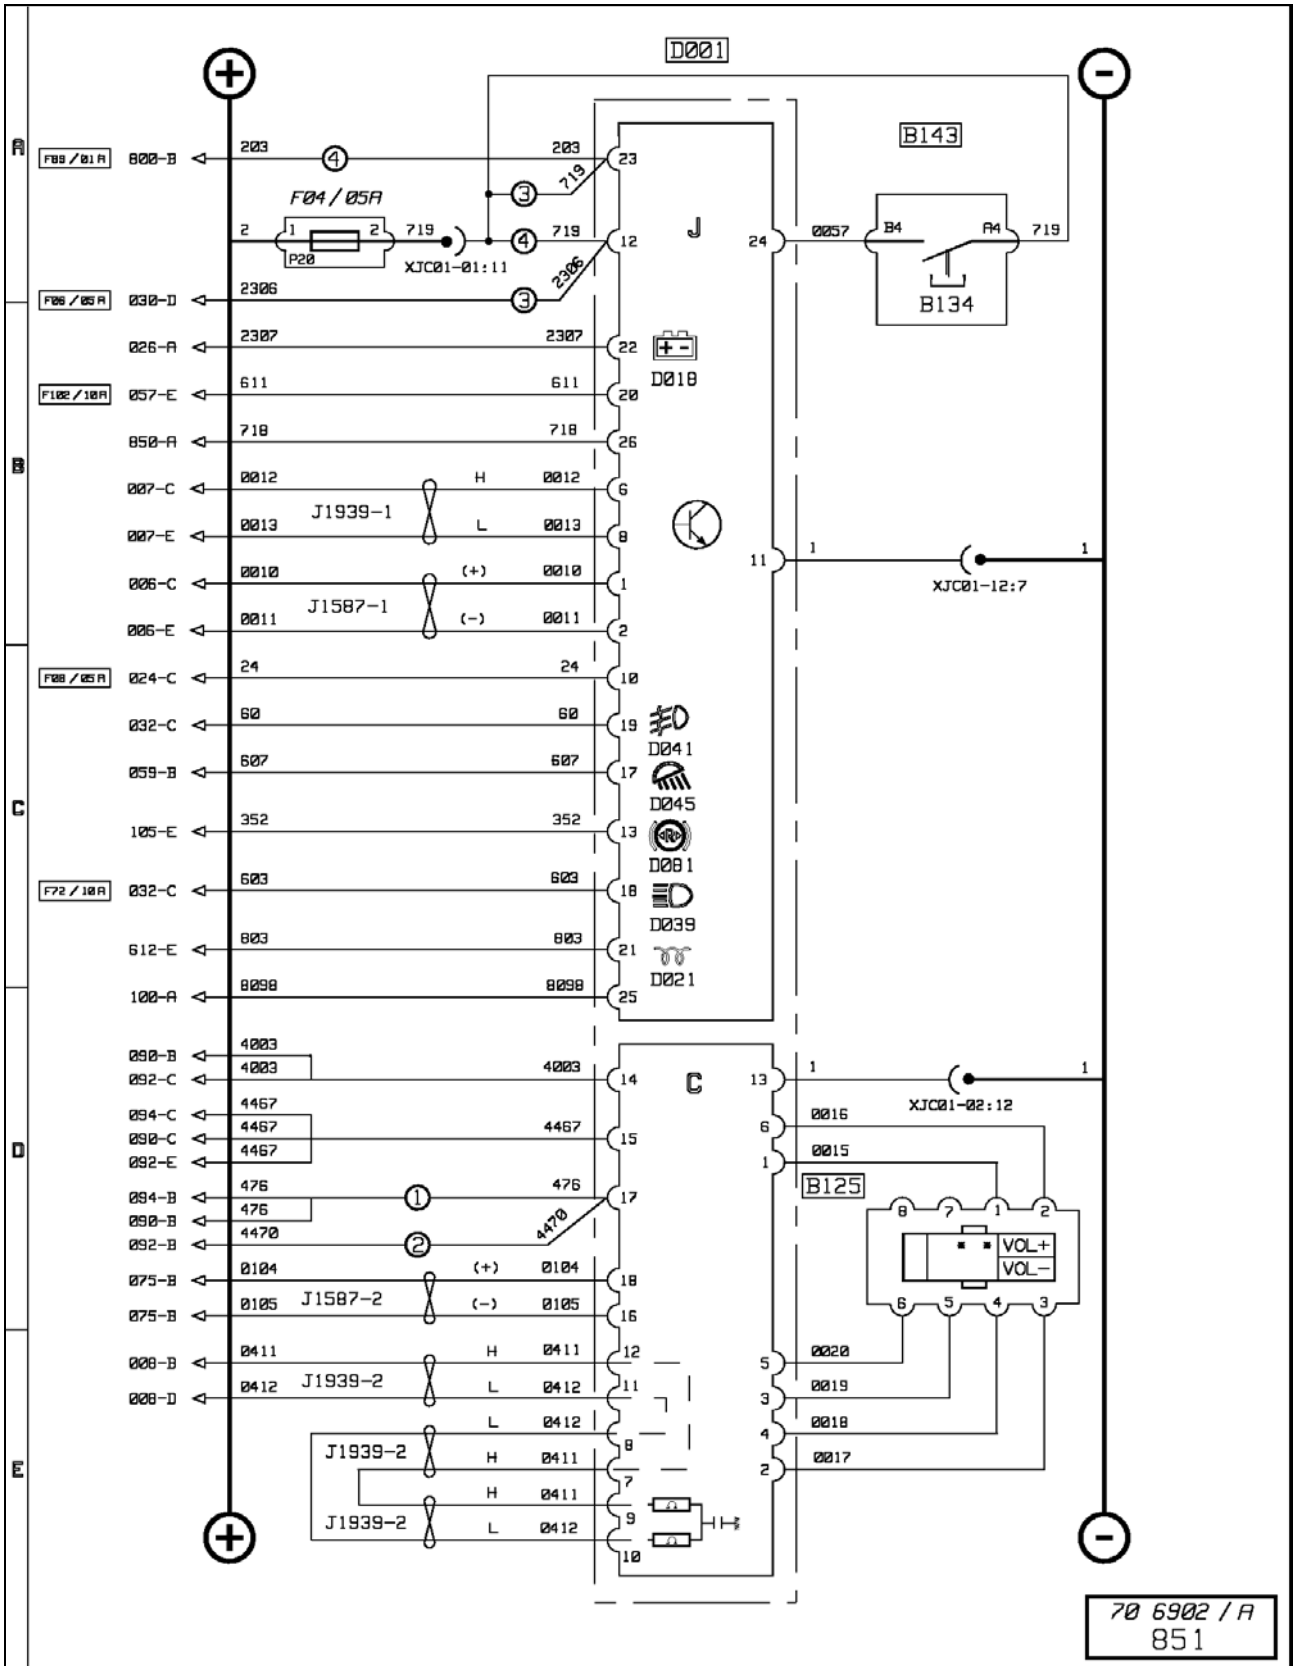 D001
+
-
A
F89/01A 800-B 203 4 203 23
B143
719
3
F04/05A
2 1 2 719 4 719 12
P20
XJC01-01:11
J
24 0057 B4 A4 719
B134
2306
F06/05A 030-D 2306 3
026-A 2307 2307 22
+ -
D018
F102/10A 057-E 611 611 20
850-A 718 718 26
B
007-C 0012 H 0012 6
J1939-1
007-E 0013 L 0013 8
11 1 1
XJC01-12:7
006-C 0010 (+) 0010 1
J1587-1
006-E 0011 (-) 0011 2
F08/05A 024-C 24 24 10
032-C 60 60 19
D041
059-B 607 607 17
D045
C
105-E 352 352 13
R
D081
F72/10A 032-C 603 603 18
D039
612-E 803 803 21
D021
100-A 8098 8098 25
090-B 4003
092-C 4003 4003 14
C
13 1 1
XJC01-02:12
094-C 4467
090-C 4467 4467 15
092-E 4467
6 0016
1 0015
D
B125
094-B 476 1 476 17
090-B 476
092-B 4470 2 4470
8 7 1 2
* * VOL+
VOL-
6 5 4 3
075-B 0104 (+) 0104 18
J1587-2
075-B 0105 (-) 0105 16
008-B 0411 H 0411 12
J1939-2
008-D 0412 L 0412 11
5 0020
3 0019
4 0018
2 0017
L 0412 8
J1939-2
H 0411 7
E
H 0411 9
J1939-2
L 0412 10
+
-
70 6902/A
851